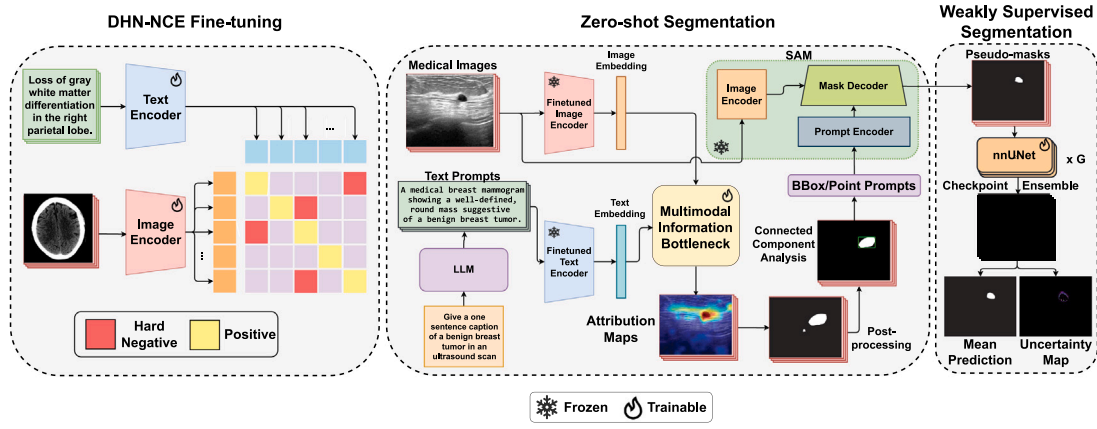 DHN-NCE Fine-tuning
Loss of gray
white matter
differentiation
in the right
parietal lobe.
Text
Encoder
...
Image
Encoder
...
Hard
Negative
Positive
Zero-shot Segmentation
Medical Images
Finetuned
Image
Encoder
Image
Embedding
SAM
Image
Encoder
Mask Decoder
Prompt Encoder
BBox/Point Prompts
Text Prompts
A medical breast mammogram
showing a well-defined,
round mass suggestive
of a benign breast tumor.
LLM
Give a one
sentence caption
of a benign breast
tumor in an
ultrasound scan
Finetuned
Text
Encoder
Text
Embedding
Multimodal
Information
Bottleneck
Attribution
Maps
Connected
Component
Analysis
Post-
processing
Weakly Supervised
Segmentation
Pseudo-masks
nnUNet
x G
Checkpoint
Ensemble
Mean
Prediction
Uncertainty
Map
Frozen
Trainable